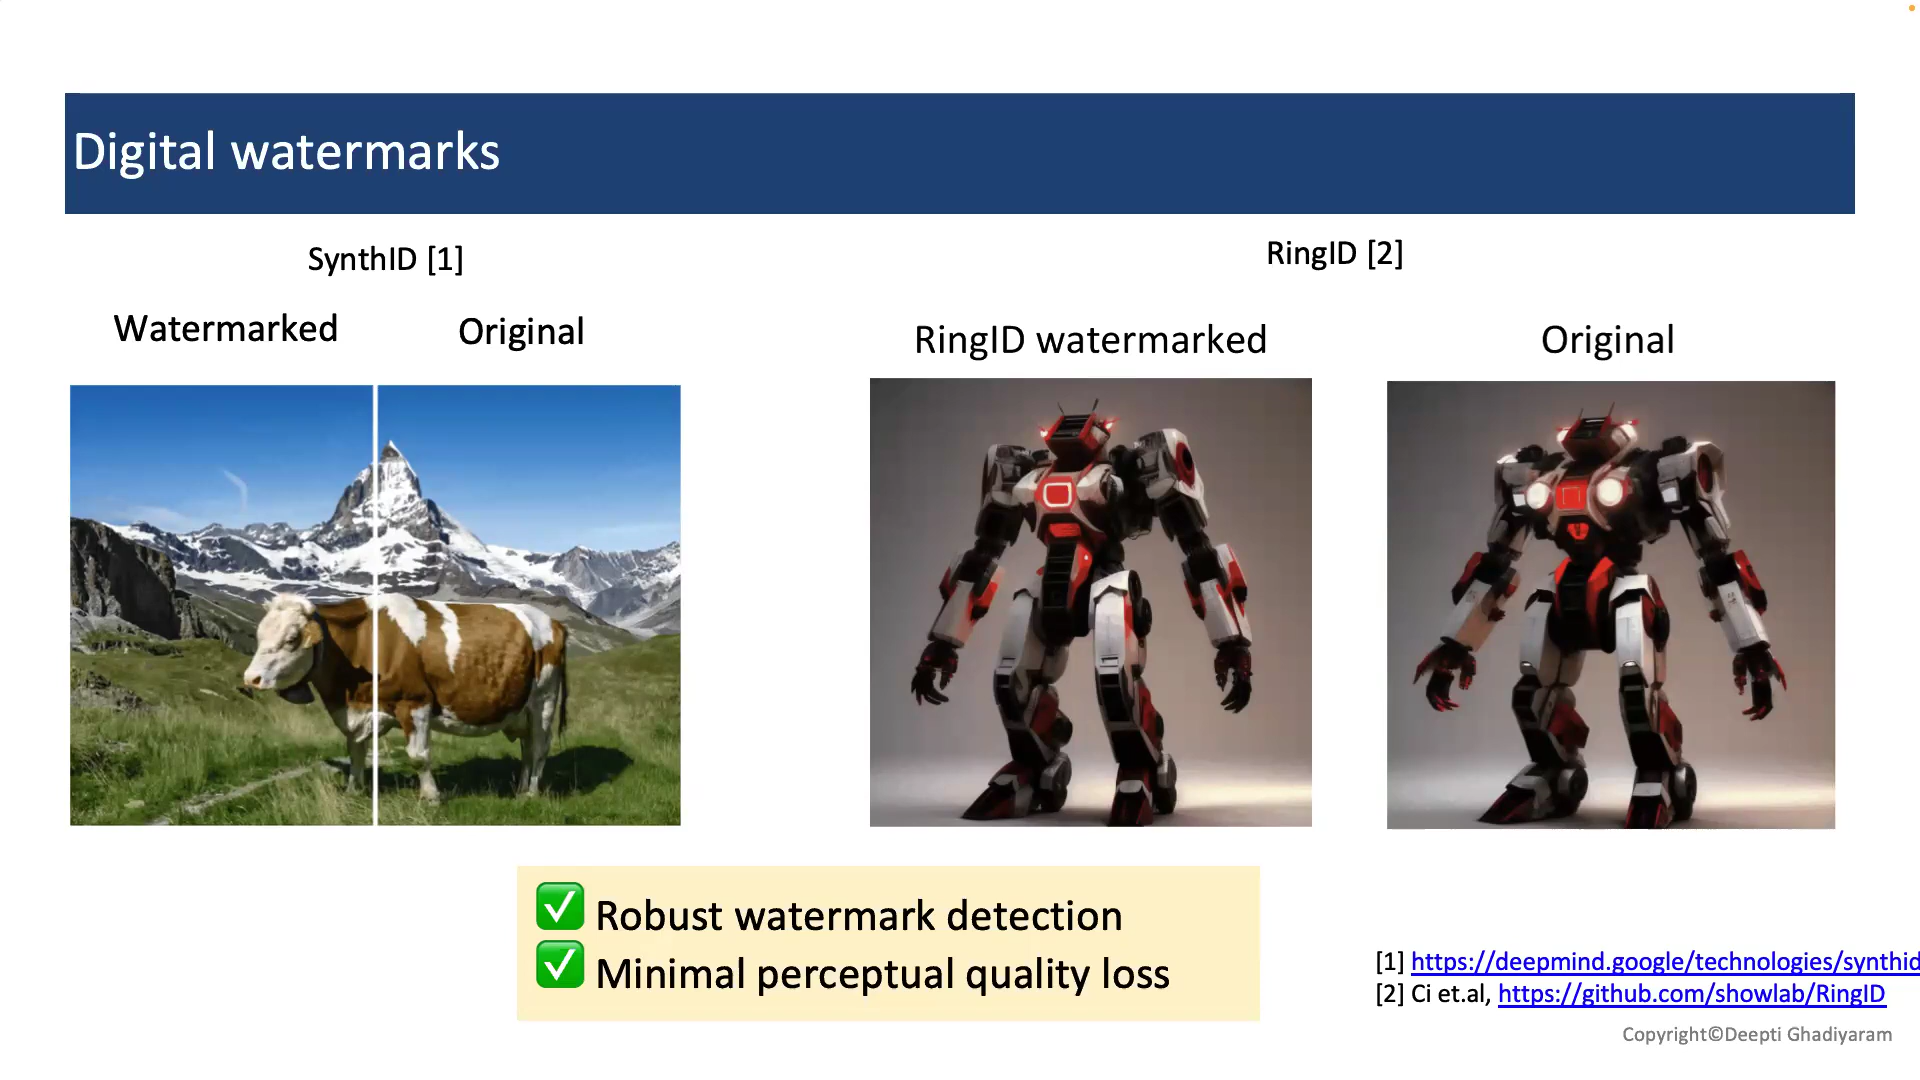 Digital watermarks
SynthID [1]
RingID [2]
Watermarked
Original
RingID watermarked
Original
✅ Robust watermark detection
✅ Minimal perceptual quality loss
[1] https://deepmind.google/technologies/synthid
[2] Ci et.al, https://github.com/showlab/RingID
Copyright©Deepti Ghadiyaram